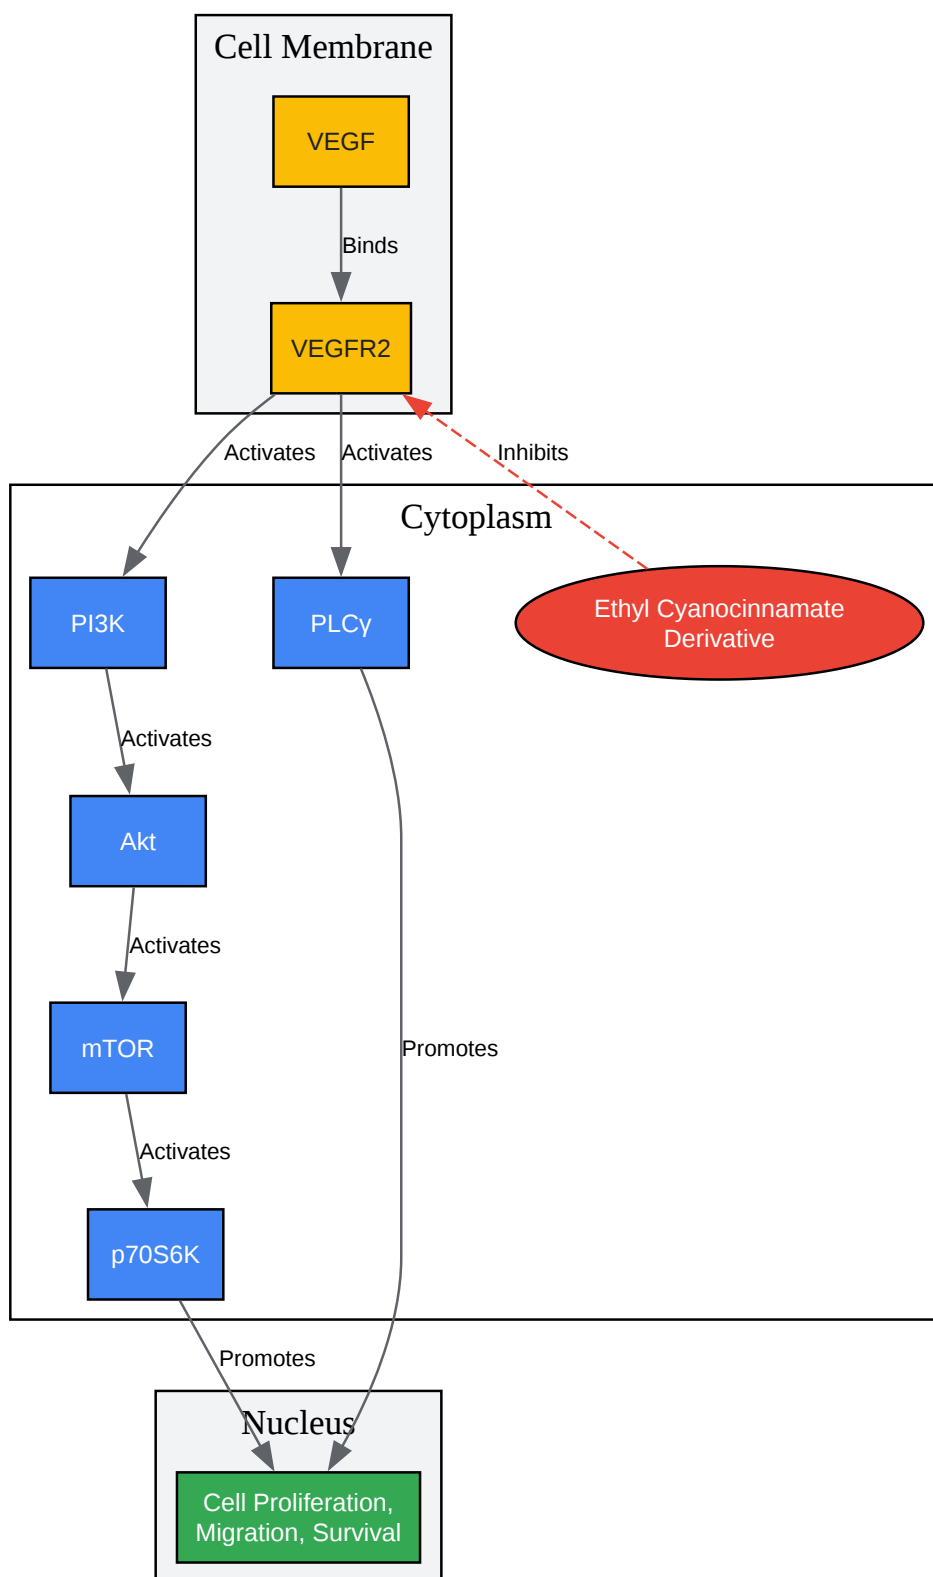 Cell Membrane
VEGF
Binds
VEGFR2
Activates
Activates
Inhibits
Cytoplasm
PI3K
PLCγ
Ethyl Cyanocinnamate
Derivative
Activates
Akt
Activates
mTOR
Promotes
Activates
p70S6K
Promotes
Nucleus
Cell Proliferation,
Migration, Survival